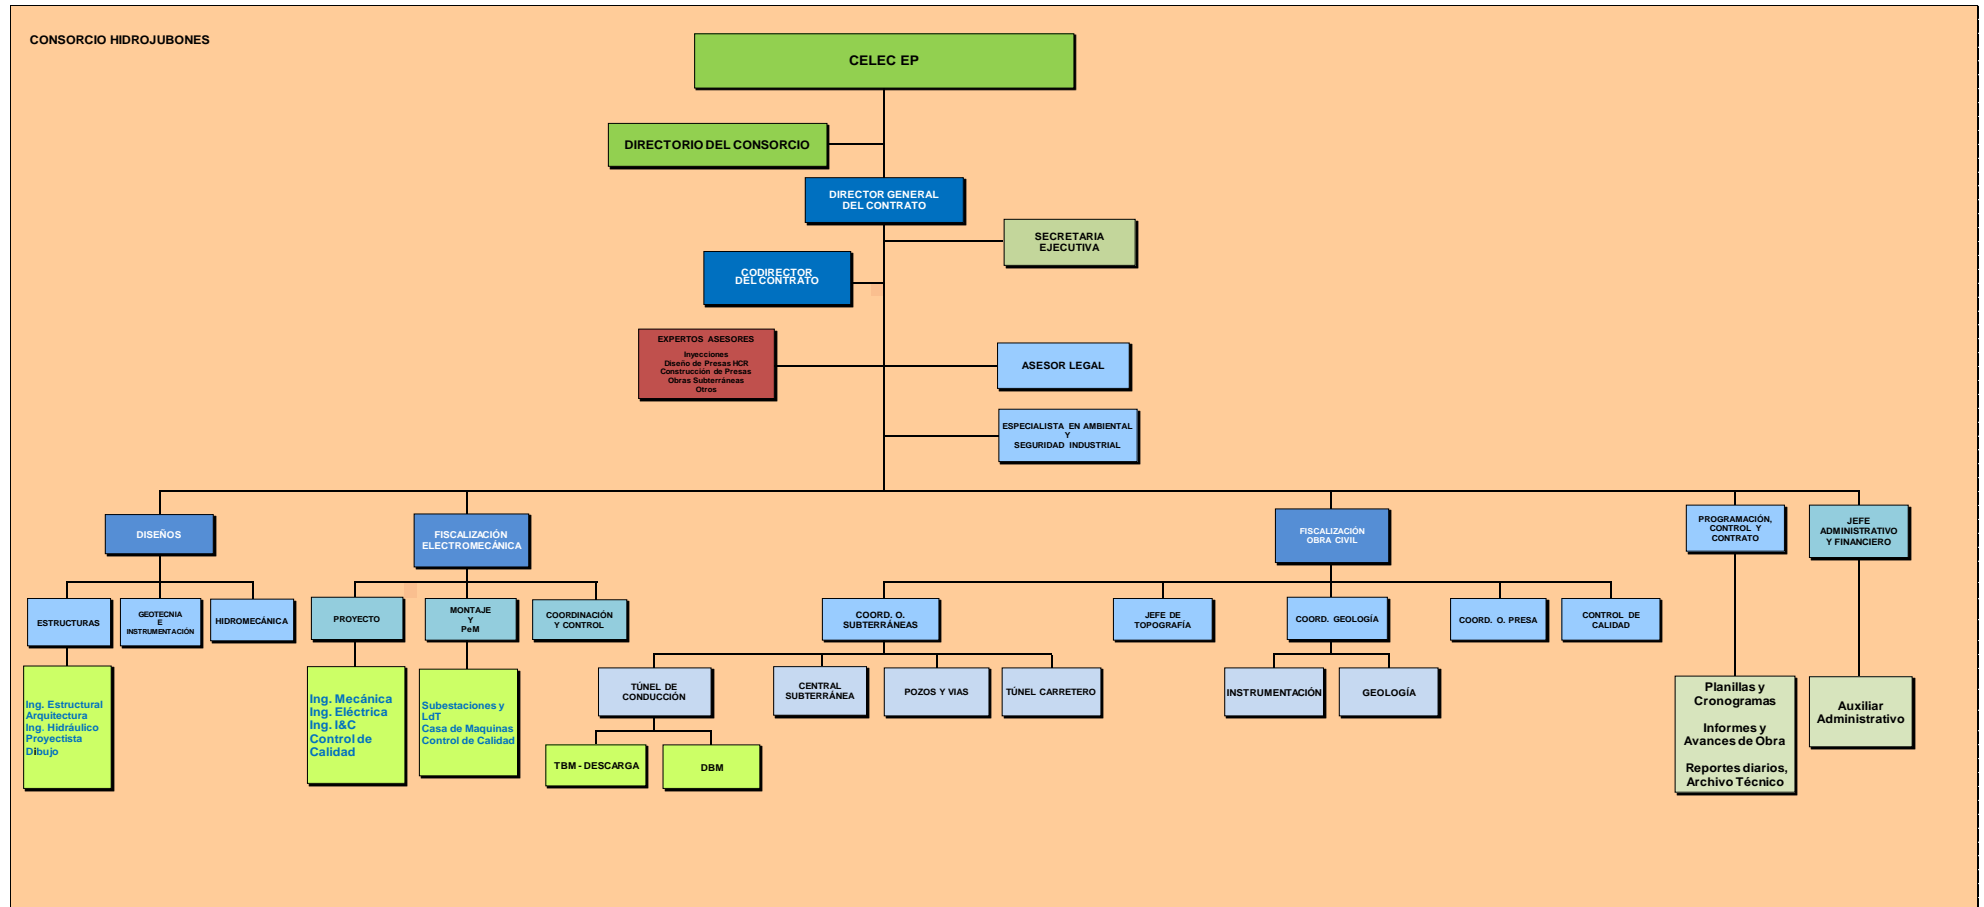 CONSORCIO HIDROJUBONES
CELEC EP
DIRECTORIO DEL CONSORCIO
DIRECTOR GENERAL
DEL CONTRATO
SECRETARIA
EJECUTIVA
CODIRECTOR
DEL CONTRATO
EXPERTOS ASESORES
Inyecciones
Diseño de Presas HCR
Construcción de Presas
Obras Subterráneas
Otros
ASESOR LEGAL
ESPECIALISTA EN AMBIENTAL
Y
SEGURIDAD INDUSTRIAL
DISEÑOS
FISCALIZACIÓN
ELECTROMECÁNICA
FISCALIZACIÓN
OBRA CIVIL
PROGRAMACIÓN,
CONTROL Y
CONTRATO
JEFE
ADMINISTRATIVO
Y FINANCIERO
ESTRUCTURAS
GEOTECNIA
E
INSTRUMENTACIÓN
HIDROMECÁNICA
PROYECTO
MONTAJE
Y
PeM
COORDINACIÓN
Y CONTROL
COORD. O.
SUBTERRÁNEAS
JEFE DE
TOPOGRAFÍA
COORD. GEOLOGÍA
COORD. O. PRESA
CONTROL DE
CALIDAD
Ing. Estructural
Arquitectura
Ing. Hidráulico
Proyectista
Dibujo
Ing. Mecánica
Ing. Eléctrica
Ing. I&C
Control de
Calidad
Subestaciones y
LdT
Casa de Maquinas
Control de Calidad
TÚNEL DE
CONDUCCIÓN
CENTRAL
SUBTERRÁNEA
POZOS Y VIAS
TÚNEL CARRETERO
INSTRUMENTACIÓN
GEOLOGÍA
TBM - DESCARGA
DBM
Planillas y
Cronogramas
Informes y
Avances de Obra
Reportes diarios,
Archivo Técnico
Auxiliar
Administrativo